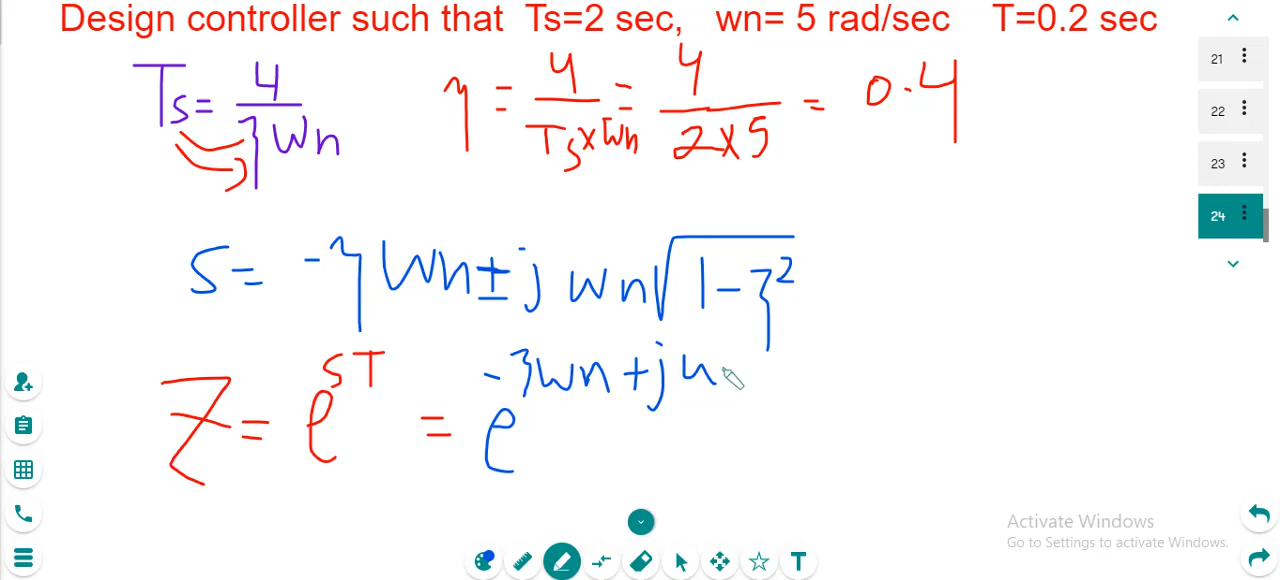 Design controller such that Ts=2 sec, wn= 5 rad/sec T=0.2 sec
Ts = 4 / ζ Wn
ζ = 4 / Ts x Wn = 4 / 2 x 5 = 0.4
S = -ζ Wn ± j Wn √1 - ζ²
Z = e^ST = e^-ζWn + j
21
22
23
24
Activate Windows
Go to Settings to activate Windows.
T